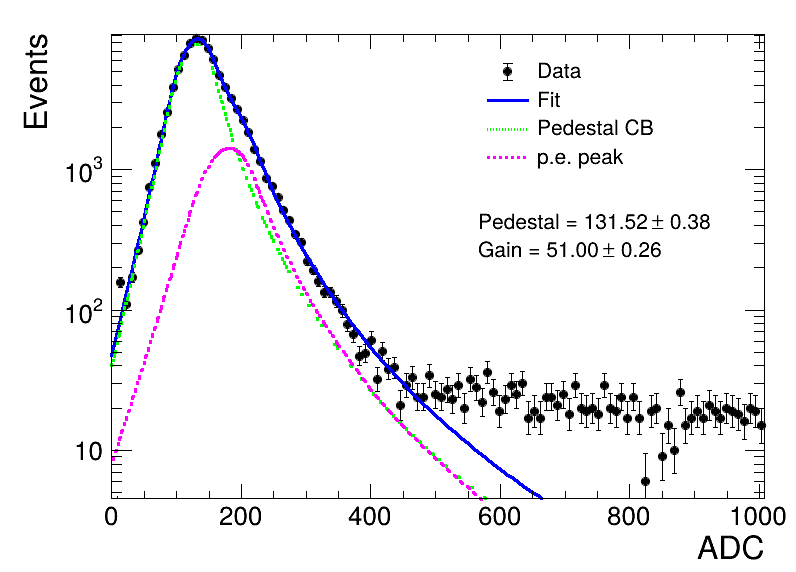 Events
Data
Fit
Pedestal CB
p.e. peak
Pedestal = 131.52 ± 0.38
Gain = 51.00 ± 0.26
10³
10²
10
0 200 400 600 800 1000
ADC